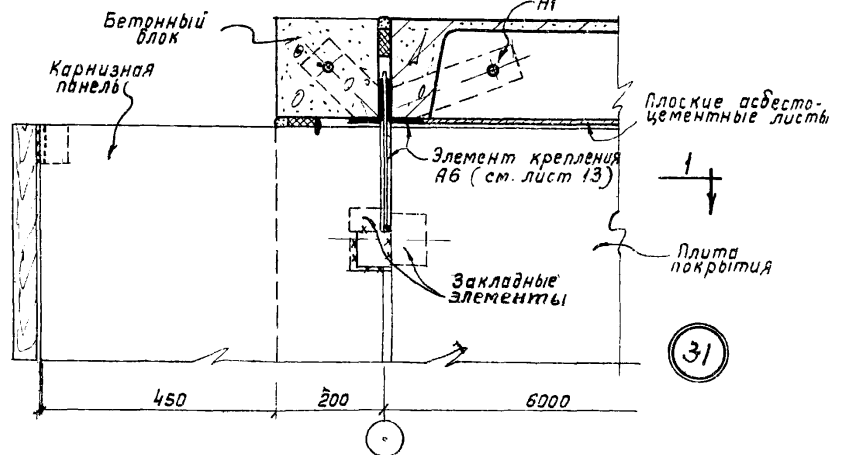 Бетонный
блок
Н1
Карнизная
панель
Плоские асбесто-
цементные листы
Элемент крепления
А6 (см. лист 13)
1
Плита
покрытия
Закладные
элементы
31
450
200
6000